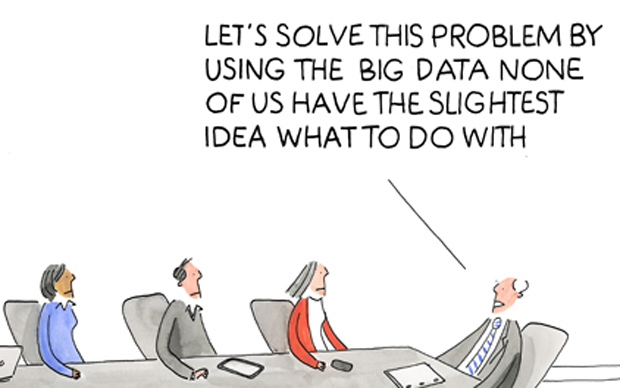 LET'S SOLVE THIS PROBLEM BY
USING THE BIG DATA NONE
OF US HAVE THE SLIGHTEST
IDEA WHAT TO DO WITH